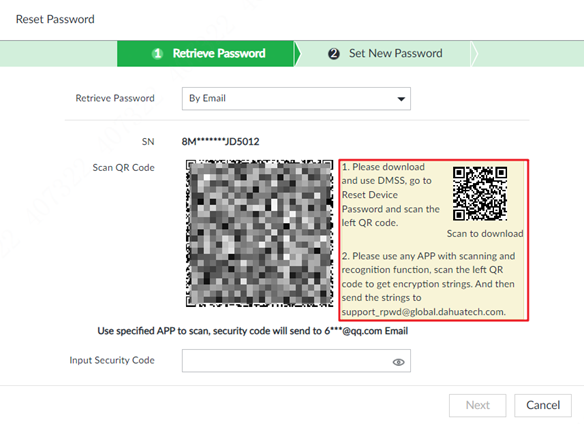 Reset Password
1 Retrieve Password
2 Set New Password
Retrieve Password
By Email
SN
8M*******JD5012
Scan QR Code
1. Please download
and use DMSS, go to
Reset Device
Password and scan the
left QR code.
Scan to download
2. Please use any APP with scanning and
recognition function, scan the left QR
code to get encryption strings. And then
send the strings to
support_rpwd@global.dahuatech.com.
Use specified APP to scan, security code will send to 6***@qq.com Email
Input Security Code
Next
Cancel